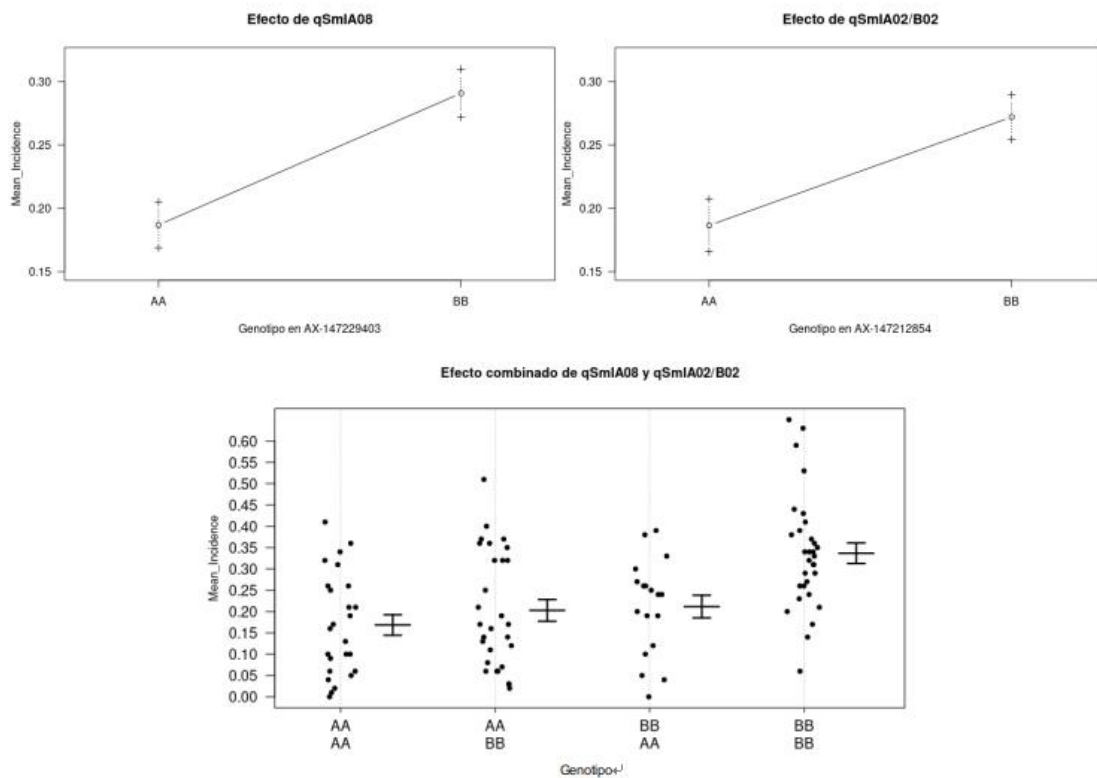 Efecto de qSmIA08
Mean_Incidence
0.30
0.25
0.20
0.15
AA
BB
Genotipo en AX-147229403
Efecto de qSmIA02/B02
Mean_Incidence
0.30
0.25
0.20
0.15
AA
BB
Genotipo en AX-147212854
Efecto combinado de qSmIA08 y qSmIA02/B02
Mean_Incidence
0.60
0.55
0.50
0.45
0.40
0.35
0.30
0.25
0.20
0.15
0.10
0.05
0.00
AA AA BB BB
AA BB AA BB
Genotipo↵